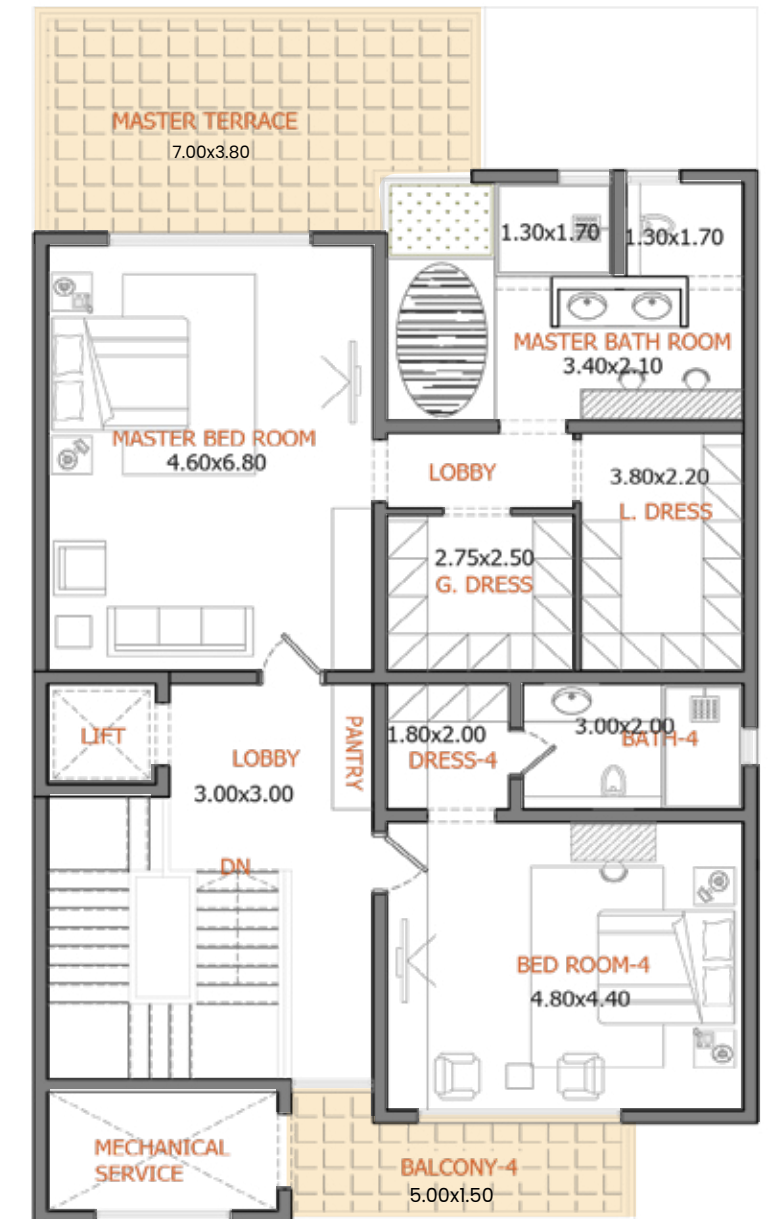 MASTER TERRACE
7.00x3.80
1.30x1.70
1.30x1.70
MASTER BATH ROOM
3.40x2.10
MASTER BED ROOM
4.60x6.80
LOBBY
3.80x2.20
L. DRESS
2.75x2.50
G. DRESS
LIFT
LOBBY
3.00x3.00
PANTRY
1.80x2.00
DRESS-4
3.00x2.00
BATH-4
DN
BED ROOM-4
4.80x4.40
MECHANICAL
SERVICE
BALCONY-4
5.00x1.50